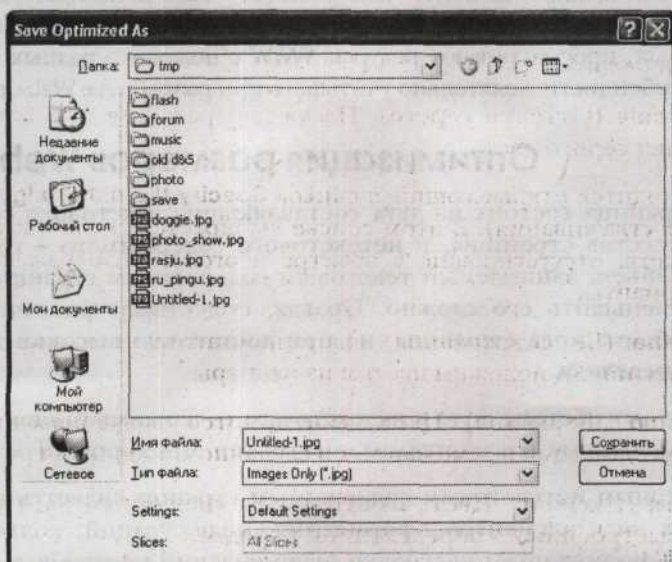 Save Optimized As
Папка: tmp
flash
forum
music
old d&5
photo
save
doggie.jpg
photo_show.jpg
rasju.jpg
ru_pingu.jpg
Untitled-1.jpg
Недавние
документы
Рабочий стол
Мои документы
Мой
компьютер
Сетевое
Имя файла: Untitled-1.jpg Сохранить
Тип файла: Images Only (*.jpg) Отмена
Settings: Default Settings
Slices: All Slices